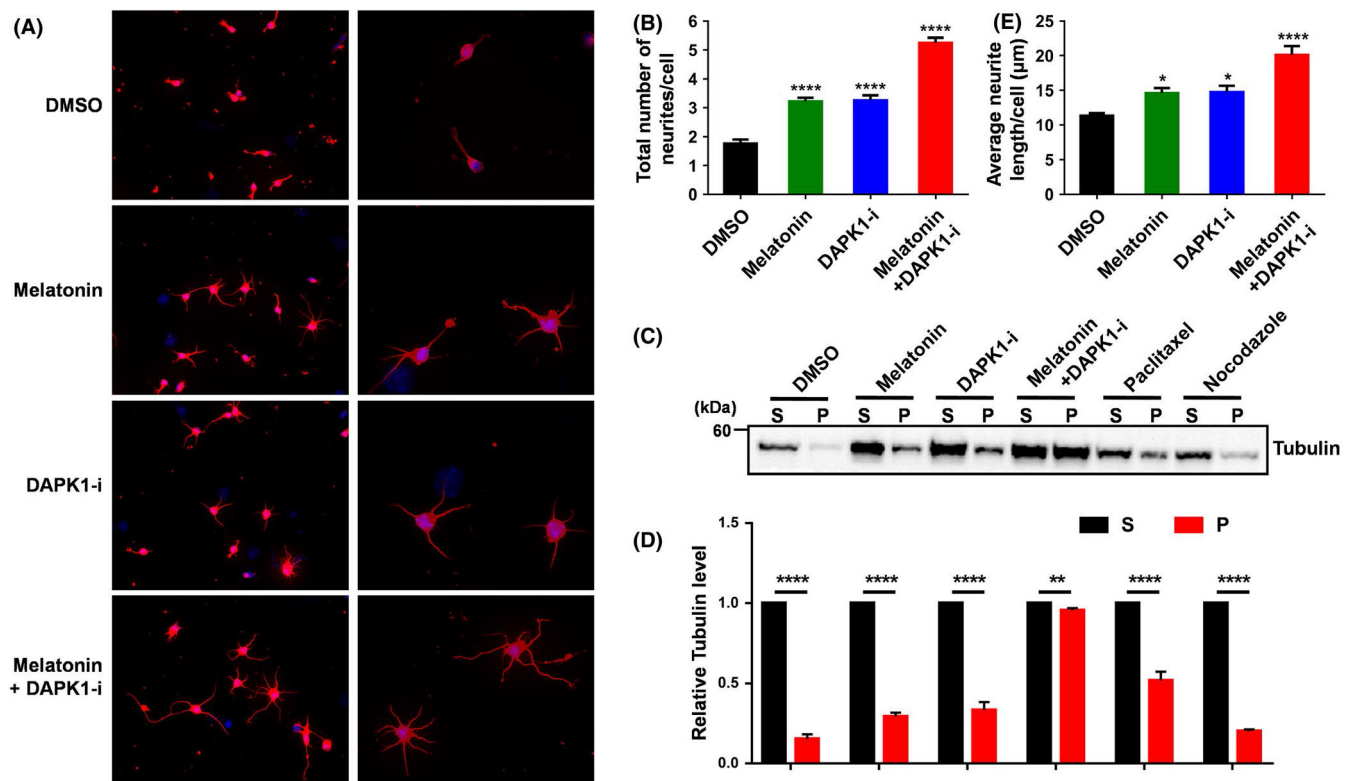 (A)
DMSO
Melatonin
DAPK1-i
Melatonin
+ DAPK1-i
(B)
Total number of
neurites/cell
6
5
4
3
2
1
0
****
****
****
DMSO
Melatonin
DAPK1-i
Melatonin
+DAPK1-i
(E)
Average neurite
length/cell (μm)
25
20
15
10
5
0
*
*
****
DMSO
Melatonin
DAPK1-i
Melatonin
+DAPK1-i
(C)
DMSO
Melatonin
DAPK1-i
Melatonin
+DAPK1-i
Paclitaxel
Nocodazole
(kDa)
S P S P S P S P S P S P
60
Tubulin
(D)
Relative Tubulin level
1.5
1.0
0.5
0.0
S P
**** **** **** ** **** ****